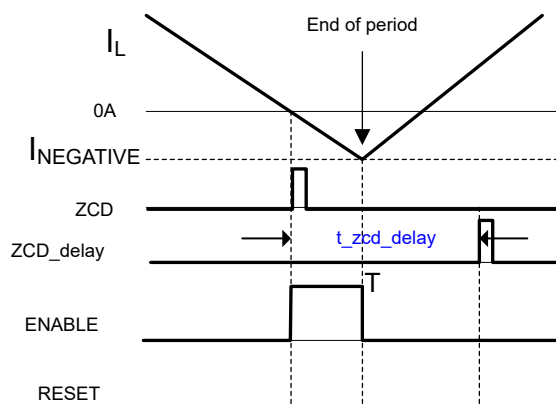 End of period
I_L
0A
I_NEGATIVE
ZCD
t_zcd_delay
ZCD_delay
T
ENABLE
RESET